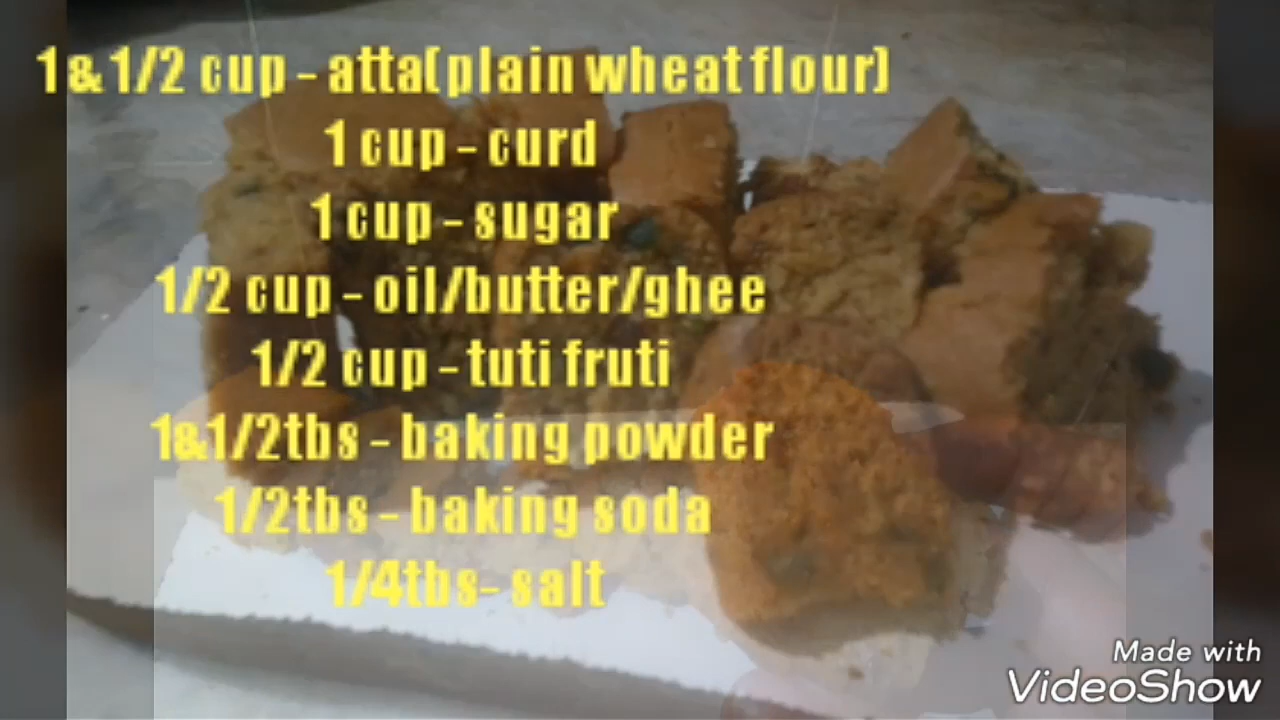 1&1/2 cup - atta(plain wheat flour)
1 cup - curd
1 cup - sugar
1/2 cup - oil/butter/ghee
1/2 cup - tuti fruti
1&1/2tbs - baking powder
1/2tbs - baking soda
1/4tbs- salt
Made with
VideoShow